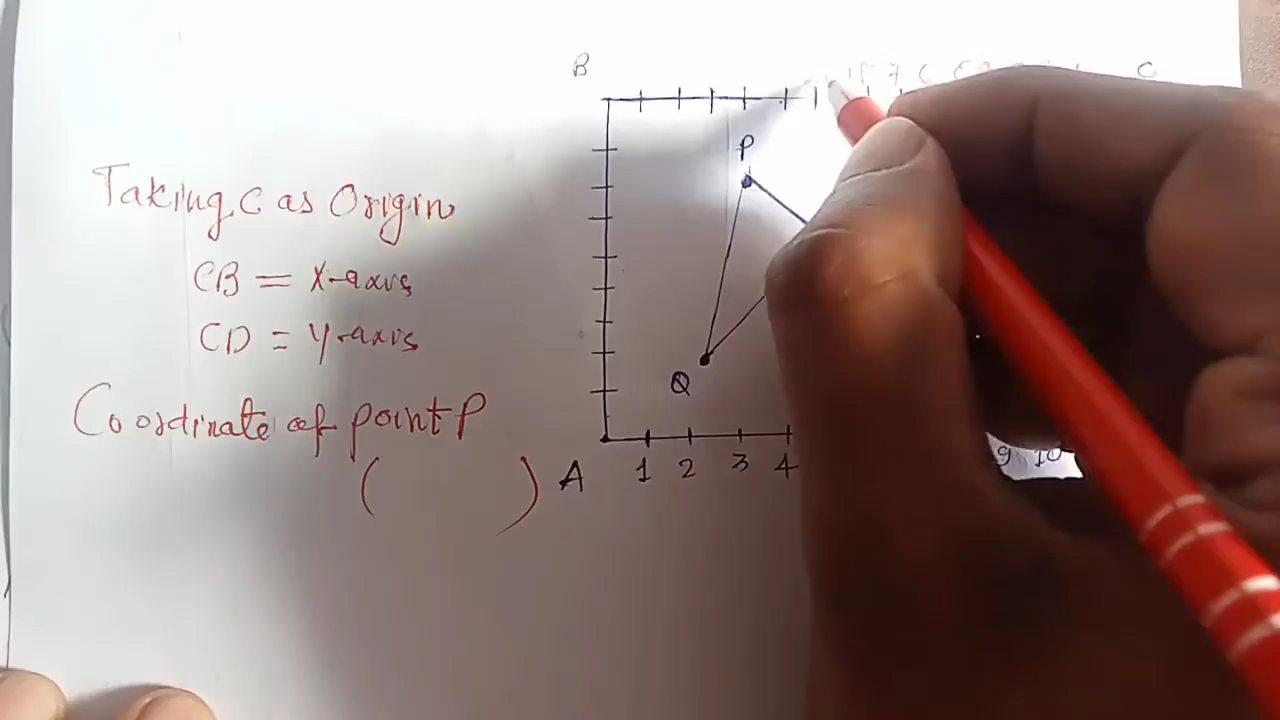 B C
P
Taking C as Origin
CB = X-axis
CD = Y-axis
Q
Coordinate of point P
( )
A 1 2 3 4 9 10